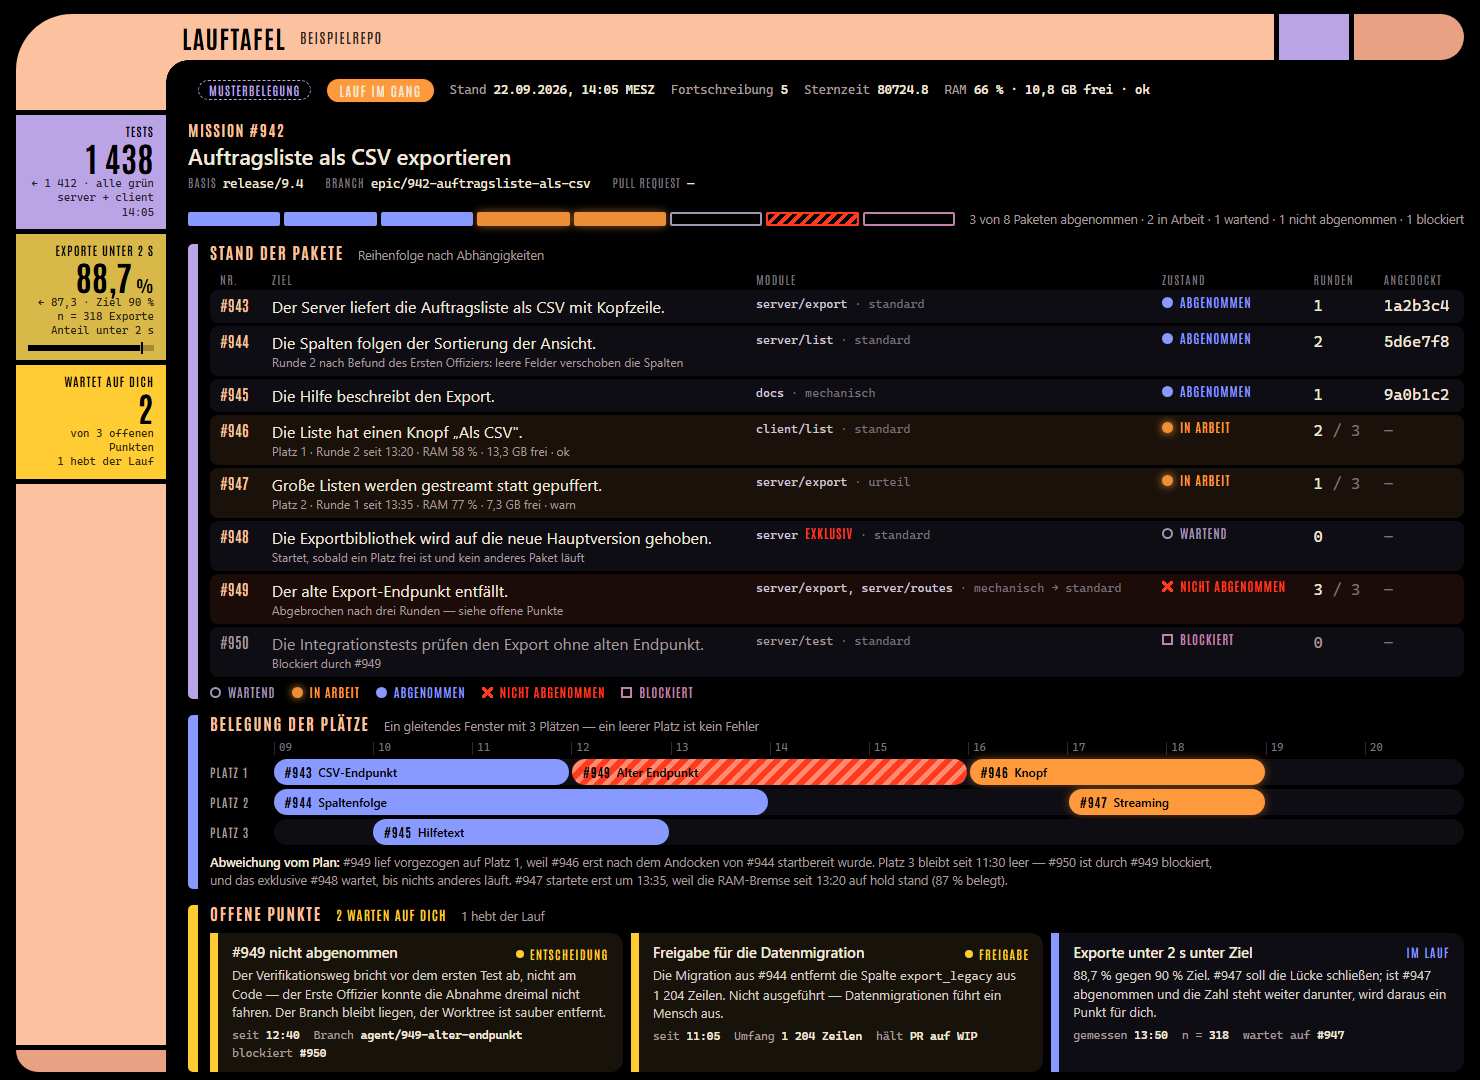 LAUFTAFEL BEISPIELREPO
MUSTERBELEGUNG LAUF IM GANG Stand 22.09.2026, 14:05 MESZ Fortschreibung 5 Sternzeit 80724.8 RAM 66 % · 10,8 GB frei · ok
TESTS
1 438
← 1 412 · alle grün
server + client
14:05
EXPORTE UNTER 2 S
88,7 %
← 87,3 · Ziel 90 %
n = 318 Exporte
Anteil unter 2 s
WARTET AUF DICH
2
von 3 offenen
Punkten
1 hebt der Lauf
MISSION #942
Auftragsliste als CSV exportieren
BASIS release/9.4 BRANCH epic/942-auftragsliste-als-csv PULL REQUEST —
3 von 8 Paketen abgenommen · 2 in Arbeit · 1 wartend · 1 nicht abgenommen · 1 blockiert
STAND DER PAKETE Reihenfolge nach Abhängigkeiten
NR. ZIEL MODULE ZUSTAND RUNDEN ANGEDOCKT
#943 Der Server liefert die Auftragsliste als CSV mit Kopfzeile. server/export · standard ABGENOMMEN 1 1a2b3c4
#944 Die Spalten folgen der Sortierung der Ansicht. server/list · standard ABGENOMMEN 2 5d6e7f8
Runde 2 nach Befund des Ersten Offiziers: leere Felder verschoben die Spalten
#945 Die Hilfe beschreibt den Export. docs · mechanisch ABGENOMMEN 1 9a0b1c2
#946 Die Liste hat einen Knopf „Als CSV". client/list · standard IN ARBEIT 2 / 3 —
Platz 1 · Runde 2 seit 13:20 · RAM 58 % · 13,3 GB frei · ok
#947 Große Listen werden gestreamt statt gepuffert. server/export · urteil IN ARBEIT 1 / 3 —
Platz 2 · Runde 1 seit 13:35 · RAM 77 % · 7,3 GB frei · warn
#948 Die Exportbibliothek wird auf die neue Hauptversion gehoben. server EXKLUSIV · standard WARTEND 0 —
Startet, sobald ein Platz frei ist und kein anderes Paket läuft
#949 Der alte Export-Endpunkt entfällt. server/export, server/routes · mechanisch → standard NICHT ABGENOMMEN 3 / 3 —
Abgebrochen nach drei Runden — siehe offene Punkte
#950 Die Integrationstests prüfen den Export ohne alten Endpunkt. server/test · standard BLOCKIERT 0 —
Blockiert durch #949
WARTEND IN ARBEIT ABGENOMMEN NICHT ABGENOMMEN BLOCKIERT
BELEGUNG DER PLÄTZE Ein gleitendes Fenster mit 3 Plätzen — ein leerer Platz ist kein Fehler
09 10 11 12 13 14 15 16 17 18 19 20
PLATZ 1 #943 CSV-Endpunkt #949 Alter Endpunkt #946 Knopf
PLATZ 2 #944 Spaltenfolge #947 Streaming
PLATZ 3 #945 Hilfetext
Abweichung vom Plan: #949 lief vorgezogen auf Platz 1, weil #946 erst nach dem Andocken von #944 startbereit wurde. Platz 3 bleibt seit 11:30 leer — #950 ist durch #949 blockiert,
und das exklusive #948 wartet, bis nichts anderes läuft. #947 startete erst um 13:35, weil die RAM-Bremse seit 13:20 auf hold stand (87 % belegt).
OFFENE PUNKTE 2 WARTEN AUF DICH 1 hebt der Lauf
#949 nicht abgenommen ENTSCHEIDUNG
Der Verifikationsweg bricht vor dem ersten Test ab, nicht am
Code — der Erste Offizier konnte die Abnahme dreimal nicht
fahren. Der Branch bleibt liegen, der Worktree ist sauber entfernt.
seit 12:40 Branch agent/949-alter-endpunkt
blockiert #950
Freigabe für die Datenmigration FREIGABE
Die Migration aus #944 entfernt die Spalte export_legacy aus
1 204 Zeilen. Nicht ausgeführt — Datenmigrationen führt ein
Mensch aus.
seit 11:05 Umfang 1 204 Zeilen hält PR auf WIP
Exporte unter 2 s unter Ziel IM LAUF
88,7 % gegen 90 % Ziel. #947 soll die Lücke schließen; ist #947
abgenommen und die Zahl steht weiter darunter, wird daraus ein
Punkt für dich.
gemessen 13:50 n = 318 wartet auf #947